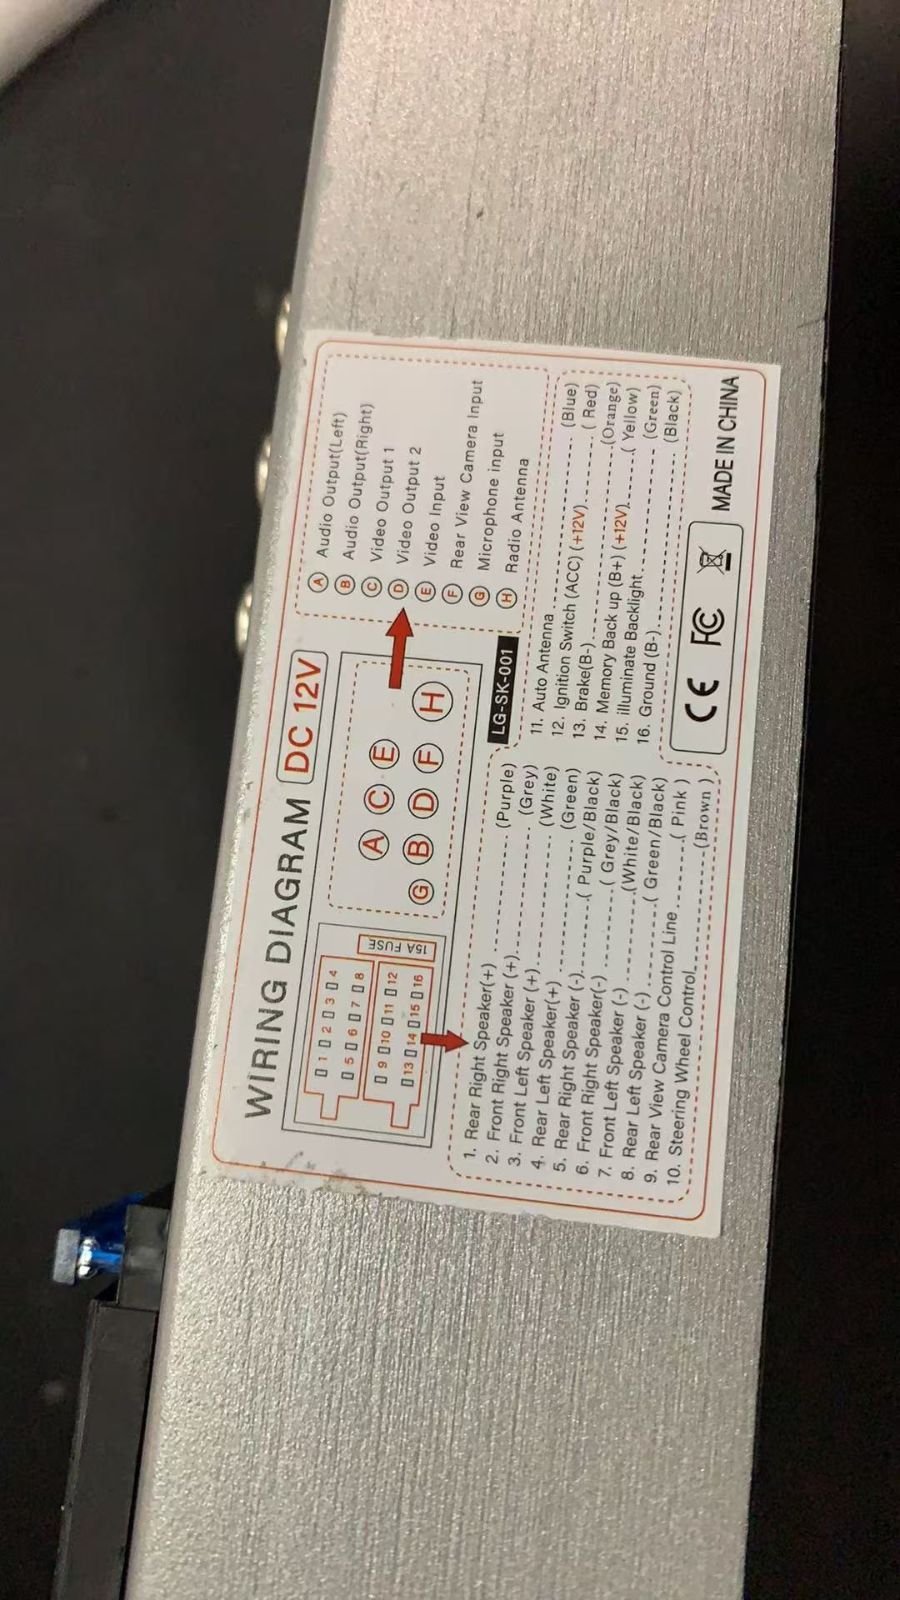 WIRING DIAGRAM DC 12V
1 2 3 4
5 6 7 8
9 10 11 12
13 14 15 16
15A FUSE
A C E
G B D F H
A Audio Output(Left)
B Audio Output(Right)
C Video Output 1
D Video Output 2
E Video Input
F Rear View Camera Input
G Microphone input
H Radio Antenna
LG-SK-001
1. Rear Right Speaker(+)..........(Purple)
2. Front Right Speaker (+)..........(Grey)
3. Front Left Speaker (+)..........(White)
4. Rear Left Speaker(+)..........(Green)
5. Rear Right Speaker (-)..........( Purple/Black)
6. Front Right Speaker(-)..........( Grey/Black)
7. Front Left Speaker (-)..........(White/Black)
8. Rear Left Speaker (-)..........( Green/Black)
9. Rear View Camera Control Line..........( Pink )
10. Steering Wheel Control..........(Brown )
11. Auto Antenna..........(Blue)
12. Ignition Switch (ACC) (+12V)..........( Red)
13. Brake(B-)..........(Orange)
14. Memory Back up (B+) (+12V)..........( Yellow)
15. illuminate Backlight..........(Green)
16. Ground (B-)..........(Black)
CE FC
MADE IN CHINA